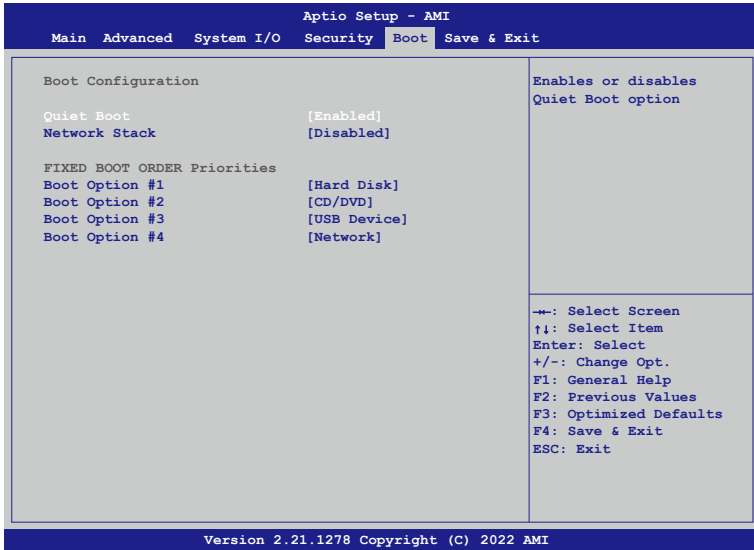 Aptio Setup - AMI
Main Advanced System I/O Security Boot Save & Exit
Boot Configuration
Quiet Boot [Enabled]
Network Stack [Disabled]
FIXED BOOT ORDER Priorities
Boot Option #1 [Hard Disk]
Boot Option #2 [CD/DVD]
Boot Option #3 [USB Device]
Boot Option #4 [Network]
Enables or disables
Quiet Boot option
→←: Select Screen
↑↓: Select Item
Enter: Select
+/-: Change Opt.
F1: General Help
F2: Previous Values
F3: Optimized Defaults
F4: Save & Exit
ESC: Exit
Version 2.21.1278 Copyright (C) 2022 AMI